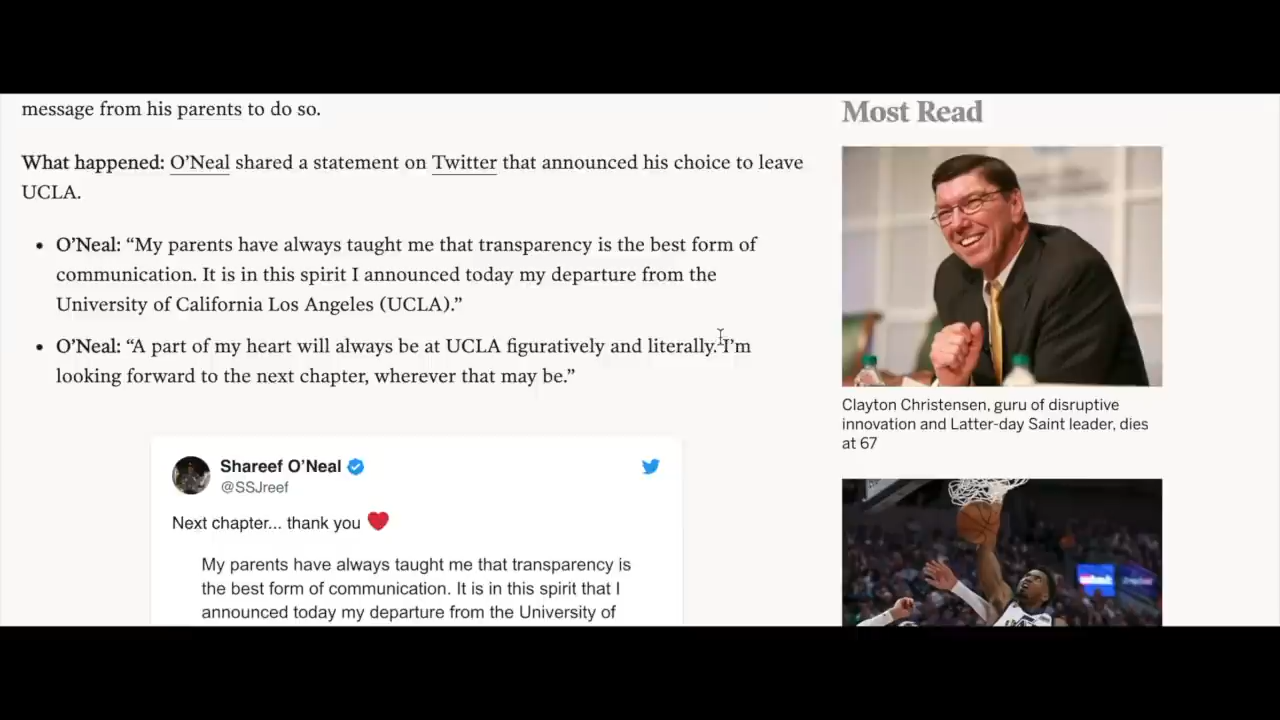 message from his parents to do so.
What happened: O’Neal shared a statement on Twitter that announced his choice to leave
UCLA.
• O’Neal: “My parents have always taught me that transparency is the best form of
communication. It is in this spirit I announced today my departure from the
University of California Los Angeles (UCLA).”
• O’Neal: “A part of my heart will always be at UCLA figuratively and literally. I’m
looking forward to the next chapter, wherever that may be.”
Shareef O’Neal
@SSJreef
Next chapter... thank you ❤️
My parents have always taught me that transparency is
the best form of communication. It is in this spirit that I
announced today my departure from the University of
Most Read
Clayton Christensen, guru of disruptive
innovation and Latter-day Saint leader, dies
at 67